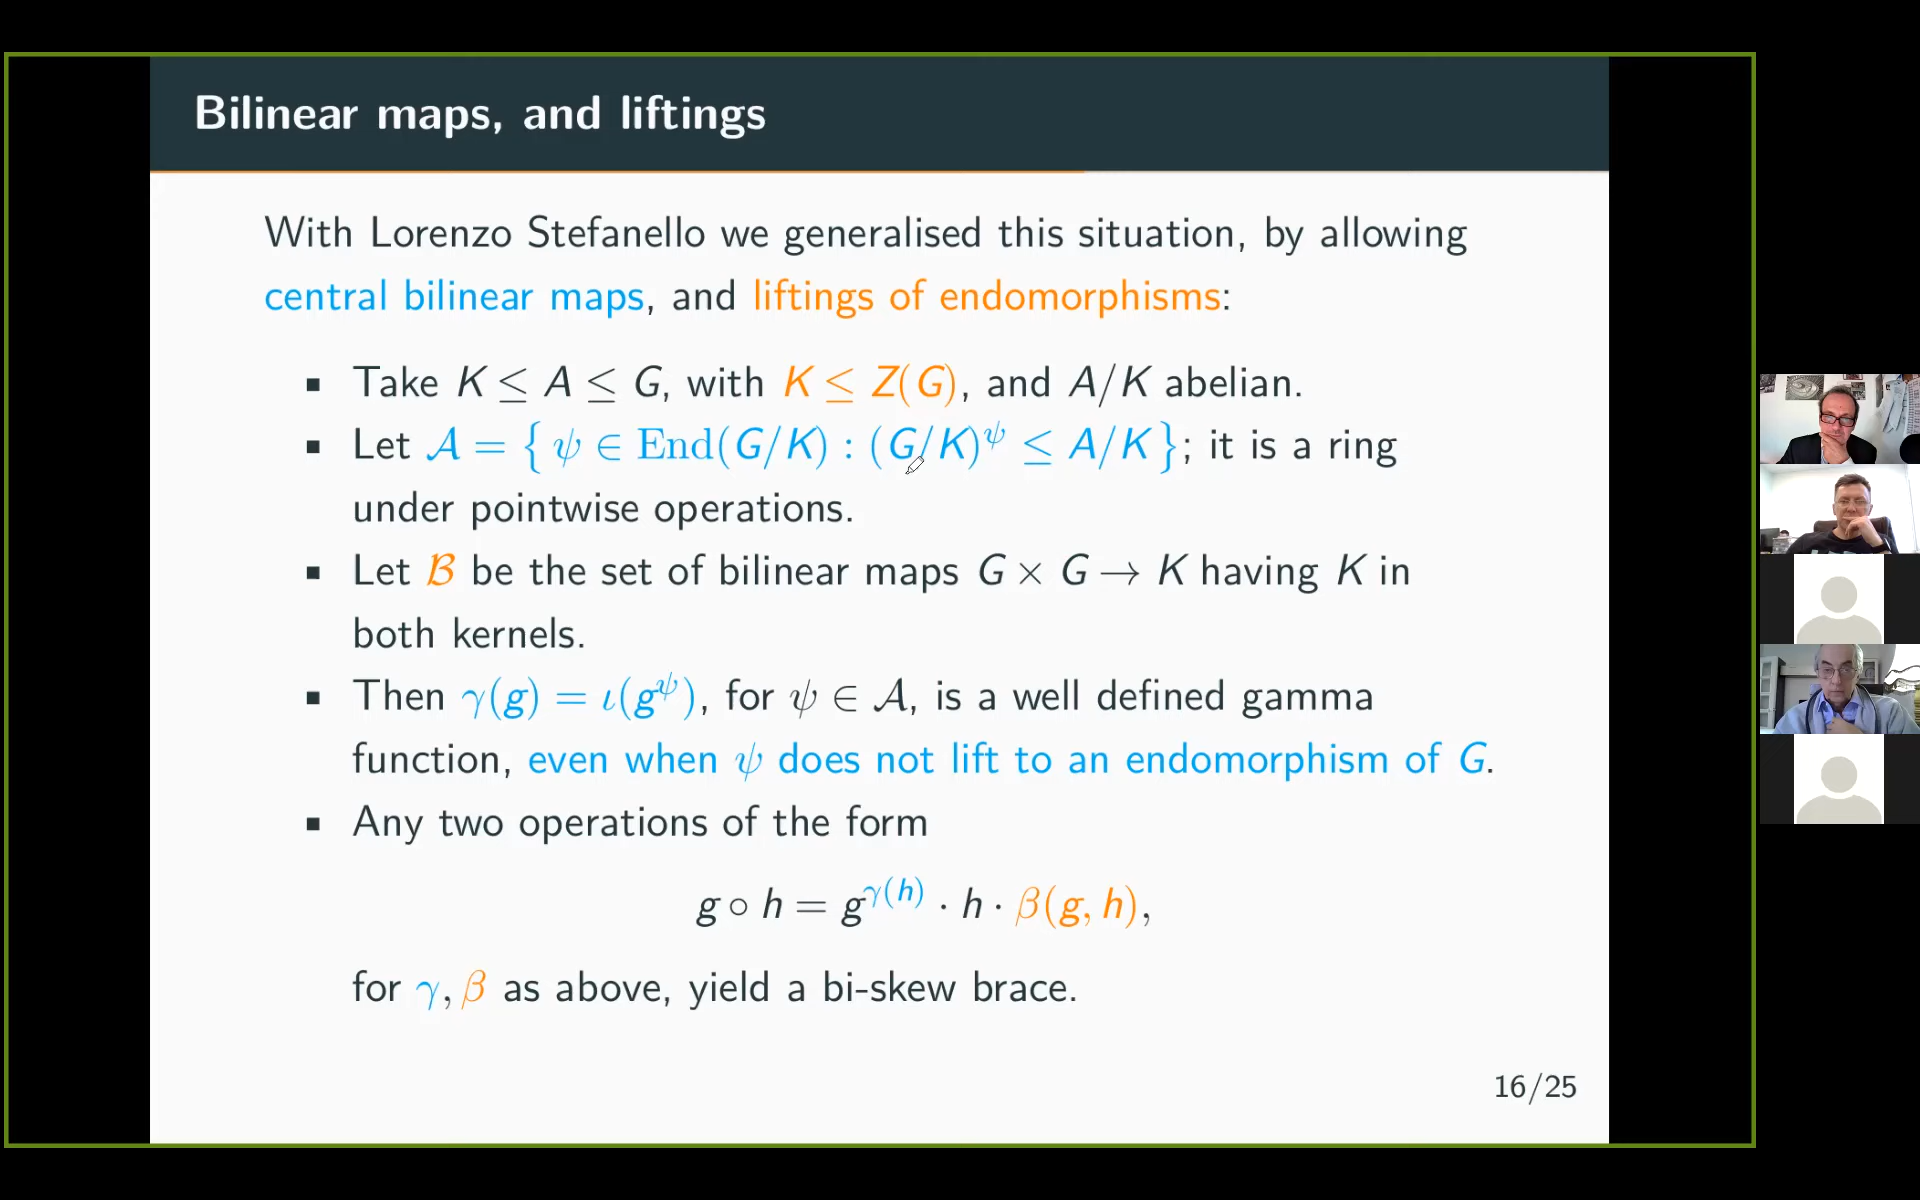 Bilinear maps, and liftings
With Lorenzo Stefanello we generalised this situation, by allowing
central bilinear maps, and liftings of endomorphisms:
▪ Take K ≤ A ≤ G, with K ≤ Z(G), and A/K abelian.
▪ Let 𝒜 = { ψ ∈ End(G/K) : (G/K)^ψ ≤ A/K }; it is a ring
under pointwise operations.
▪ Let ℬ be the set of bilinear maps G × G → K having K in
both kernels.
▪ Then γ(g) = ι(g^ψ), for ψ ∈ 𝒜, is a well defined gamma
function, even when ψ does not lift to an endomorphism of G.
▪ Any two operations of the form
g ∘ h = g^γ(h) · h · β(g, h),
for γ, β as above, yield a bi-skew brace.
16/25